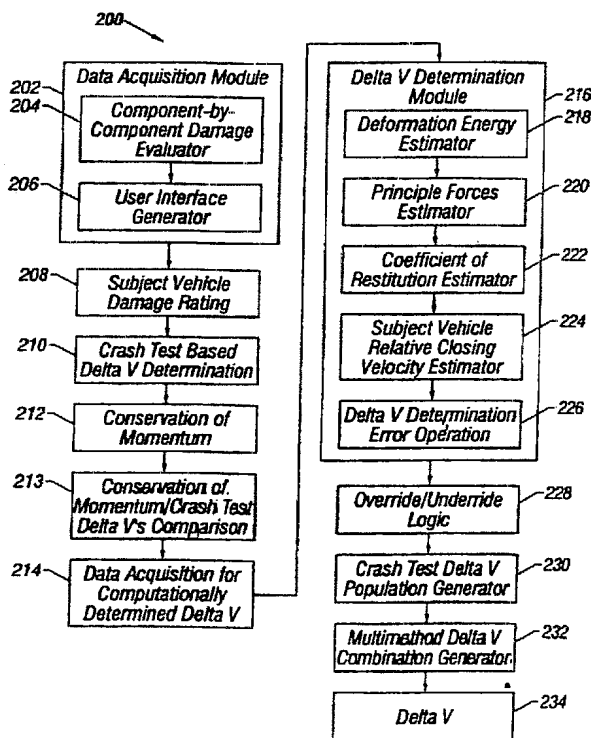 200
202
Data Acquisition Module
204
Component-by-
Component Damage
Evaluator
206
User Interface
Generator
208
Subject Vehicle
Damage Rating
210
Crash Test Based
Delta V Determination
212
Conservation of
Momentum
213
Conservation of
Momentum/Crash Test
Delta V's Comparison
214
Data Acquisition for
Computationally
Determined Delta V
Delta V Determination
Module
216
Deformation Energy
Estimator
218
Principle Forces
Estimator
220
Coefficient of
Restitution Estimator
222
Subject Vehicle
Relative Closing
Velocity Estimator
224
Delta V Determination
Error Operation
226
Override/Underride
Logic
228
Crash Test Delta V
Population Generator
230
Multimethod Delta V
Combination Generator
232
Delta V
234